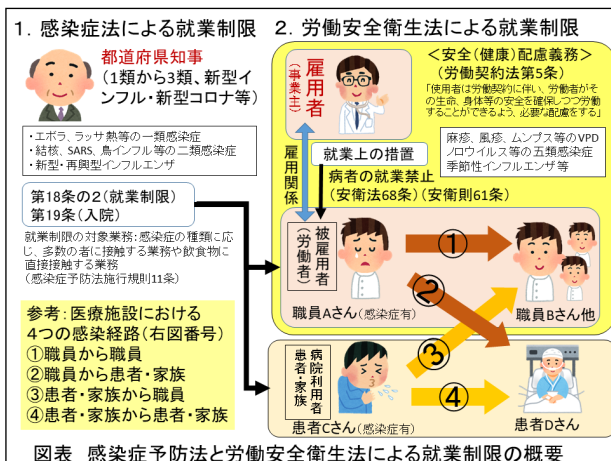 1．感染症法による就業制限
都道府県知事
(1類から3類、新型
インフル・新型コロナ等)
・エボラ、ラッサ熱等の一類感染症
・結核、SARS、鳥インフル等の二類感染症
・新型・再興型インフルエンザ
第18条の2(就業制限)
第19条(入院)
就業制限の対象業務:感染症の種類に応
じ、多数の者に接触する業務や飲食物に
直接接触する業務
(感染症予防法施行規則11条)
参考:医療施設における
4つの感染経路(右図番号)
①職員から職員
②職員から患者・家族
③患者・家族から職員
④患者・家族から患者・家族
2．労働安全衛生法による就業制限
雇用者
(事業主)
＜安全(健康)配慮義務＞
(労働契約法第5条)
「使用者は労働契約に伴い、労働者がそ
の生命、身体等の安全を確保しつつ労働
することができるよう、必要な配慮をする」
雇用関係
就業上の措置
病者の就業禁止
(安衛法68条)(安衛則61条)
麻疹、風疹、ムンプス等のVPD
ノロウイルス等の五類感染症
季節性インフルエンザ等
被雇用者
(労働者)
職員Aさん(感染症有)
①
②
職員Bさん他
病院利用者
患者・家族
患者Cさん(感染症有)
③
④
患者Dさん
図表　感染症予防法と労働安全衛生法による就業制限の概要